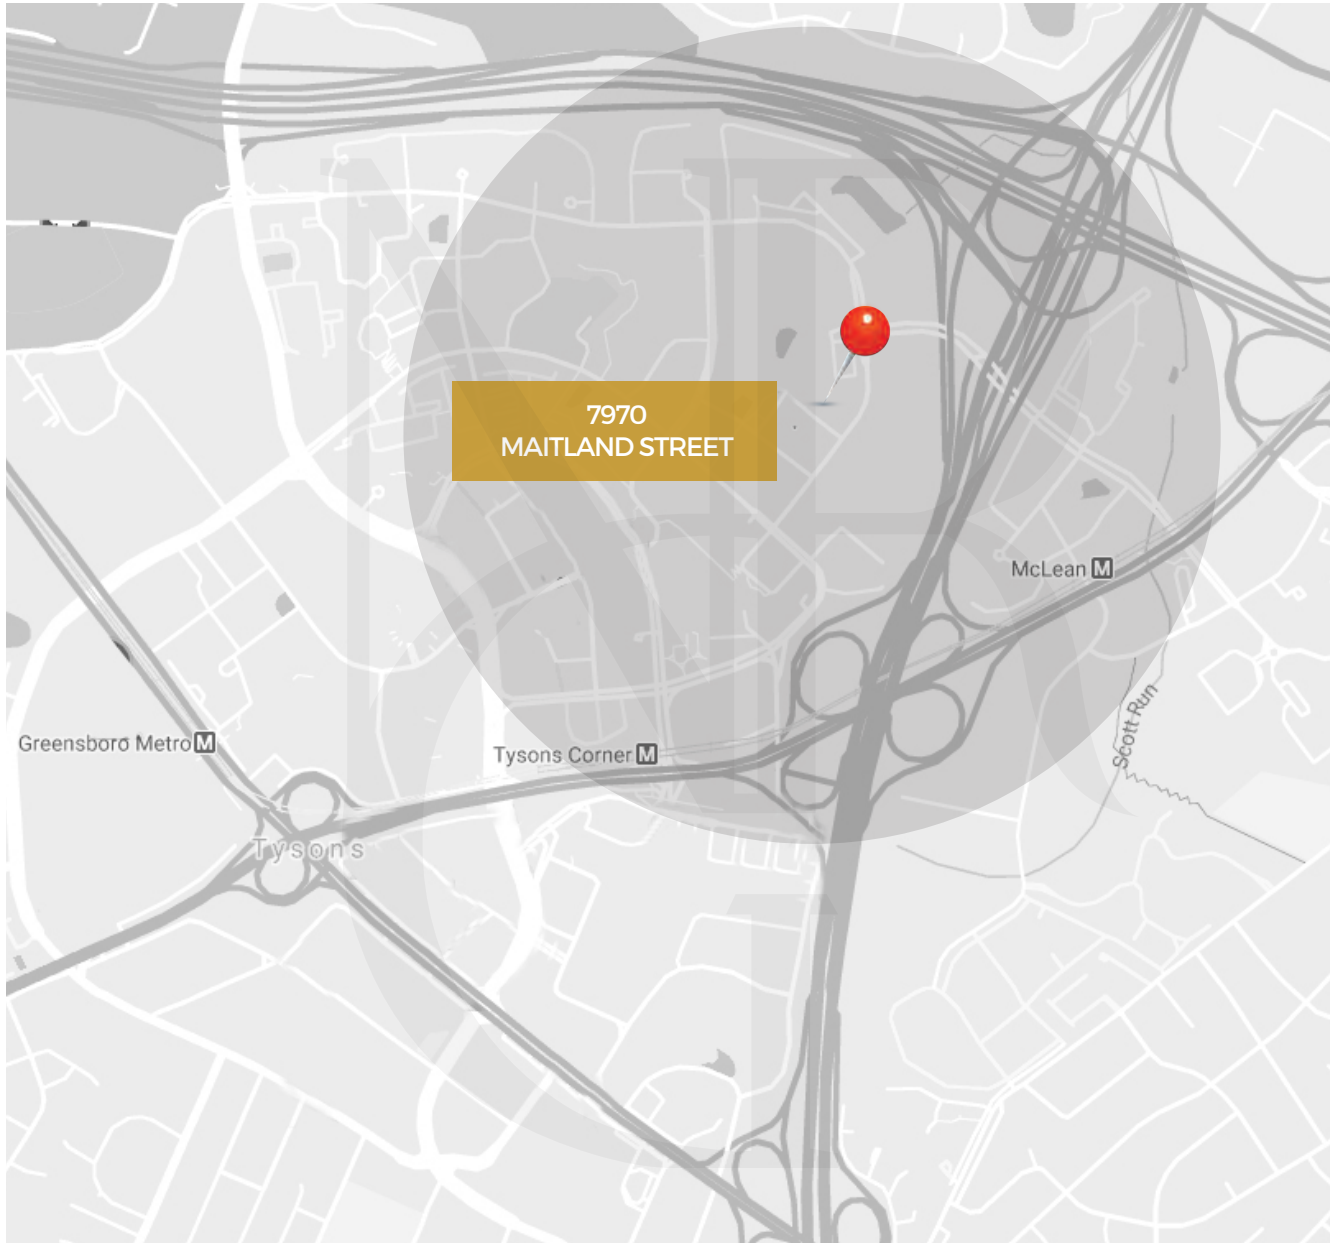 7970
MAITLAND STREET
McLean M
Scott Run
Greensboro Metro M
Tysons Corner M
Tysons